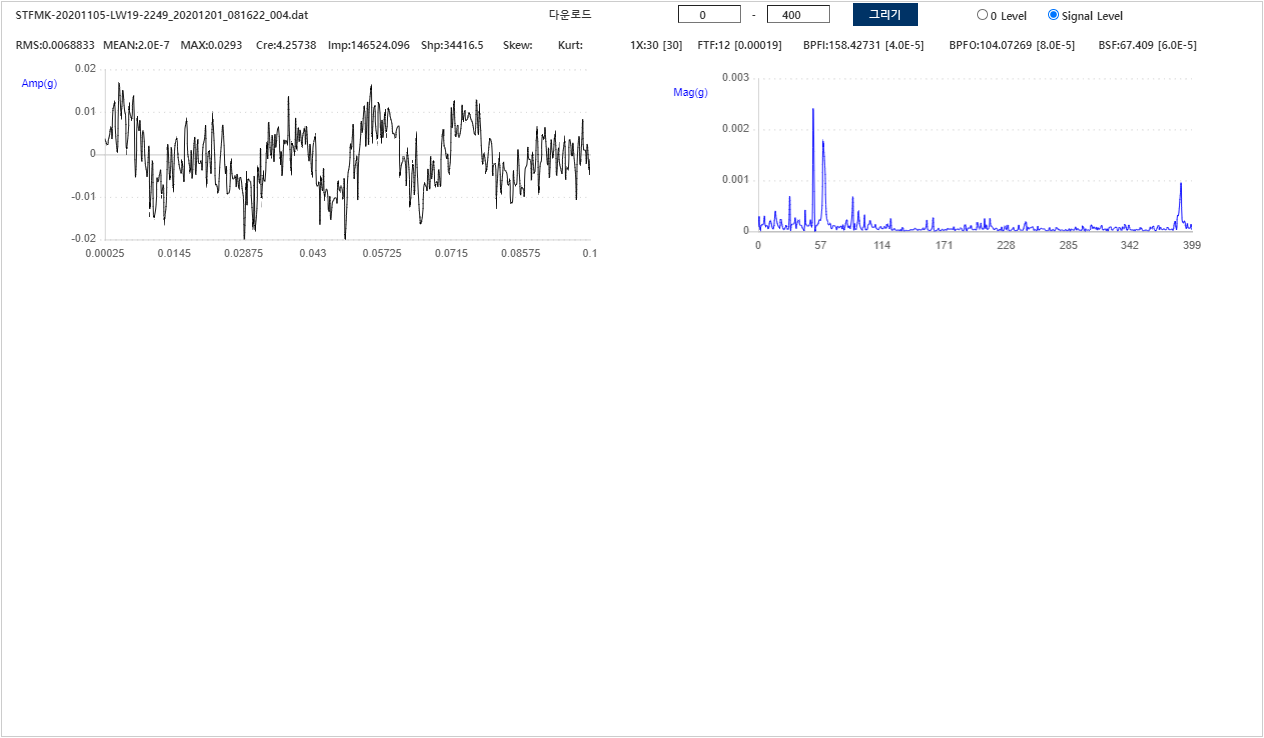 STFMK-20201105-LW19-2249_20201201_081622_004.dat 다운로드 0 - 400 그리기 0 Level Signal Level
RMS:0.0068833 MEAN:2.0E-7 MAX:0.0293 Cre:4.25738 Imp:146524.096 Shp:34416.5 Skew: Kurt: 1X:30 [30] FTF:12 [0.00019] BPFI:158.42731 [4.0E-5] BPFO:104.07269 [8.0E-5] BSF:67.409 [6.0E-5]
Amp(g)
0.02
0.01
0
-0.01
-0.02
0.00025 0.0145 0.02875 0.043 0.05725 0.0715 0.08575 0.1
Mag(g)
0.003
0.002
0.001
0
0 57 114 171 228 285 342 399